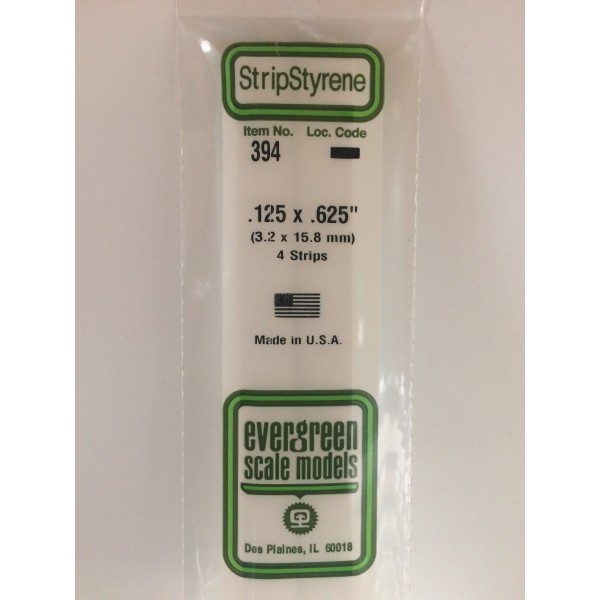 StripStyrene
Item No. Loc. Code
394
.125 x .625"
(3.2 x 15.8 mm)
4 Strips
Made in U.S.A.
evergreen
scale models
Des Plaines, IL 60018